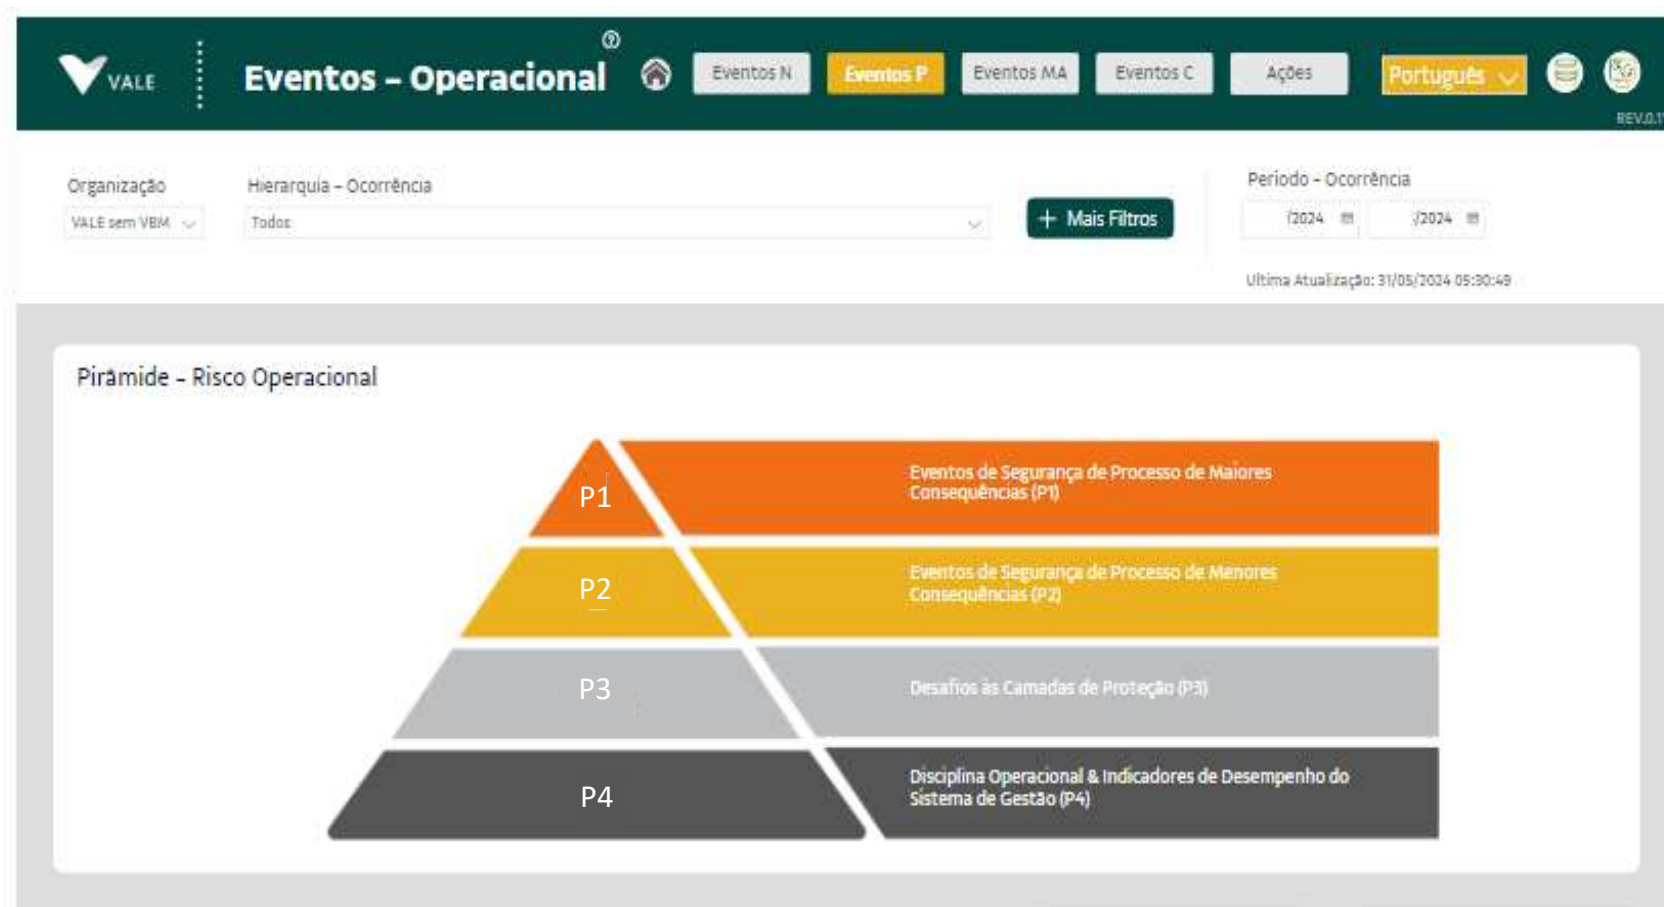 VALE
Eventos – Operacional
Eventos N
Eventos P
Eventos MA
Eventos C
Ações
Português
Organização
Hierarquia – Ocorrência
Período – Ocorrência
VALE sem VBM
Todos
+ Mais Filtros
/2024
/2024
Ultima Atualização: 31/05/2024 05:30:49
Pirâmide – Risco Operacional
P1
Eventos de Segurança de Processo de Maiores
Consequências (P1)
P2
Eventos de Segurança de Processo de Menores
Consequências (P2)
P3
Desafios às Camadas de Proteção (P3)
P4
Disciplina Operacional & Indicadores de Desempenho do
Sistema de Gestão (P4)